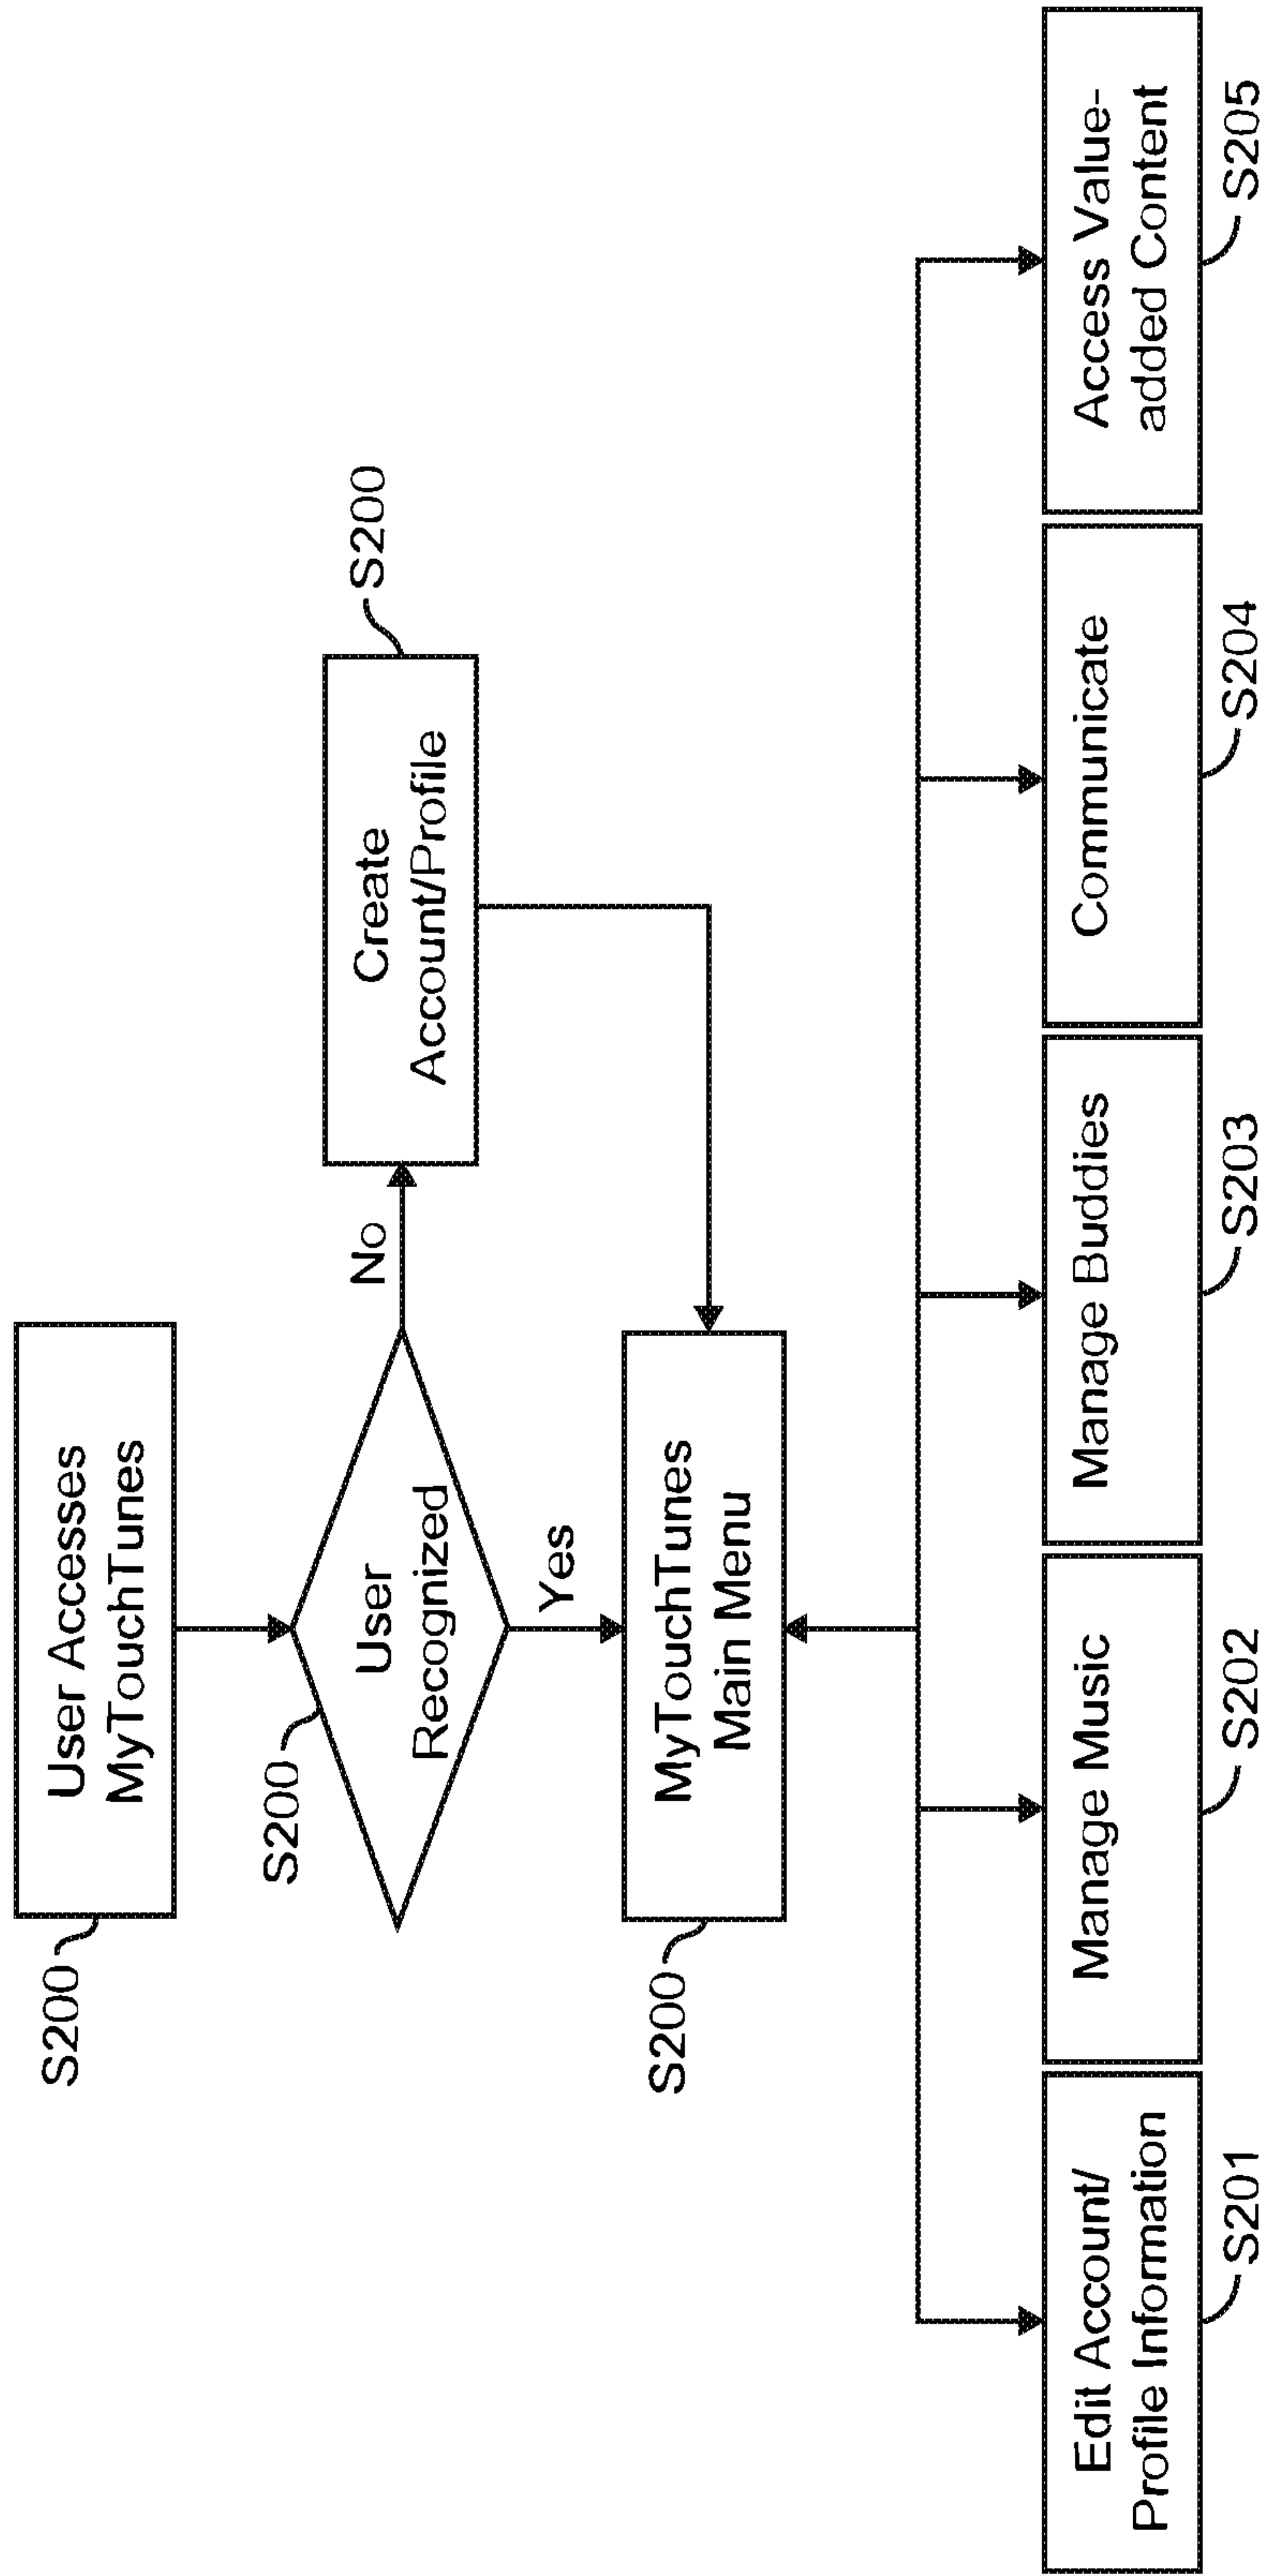 User Accesses
MyTouchTunes
S200
S200
User
Recognized
No
Create
Account/Profile
S200
Yes
MyTouchTunes
Main Menu
S200
Edit Account/
Profile Information
S201
Manage Music
S202
Manage Buddies
S203
Communicate
S204
Access Value-
added Content
S205